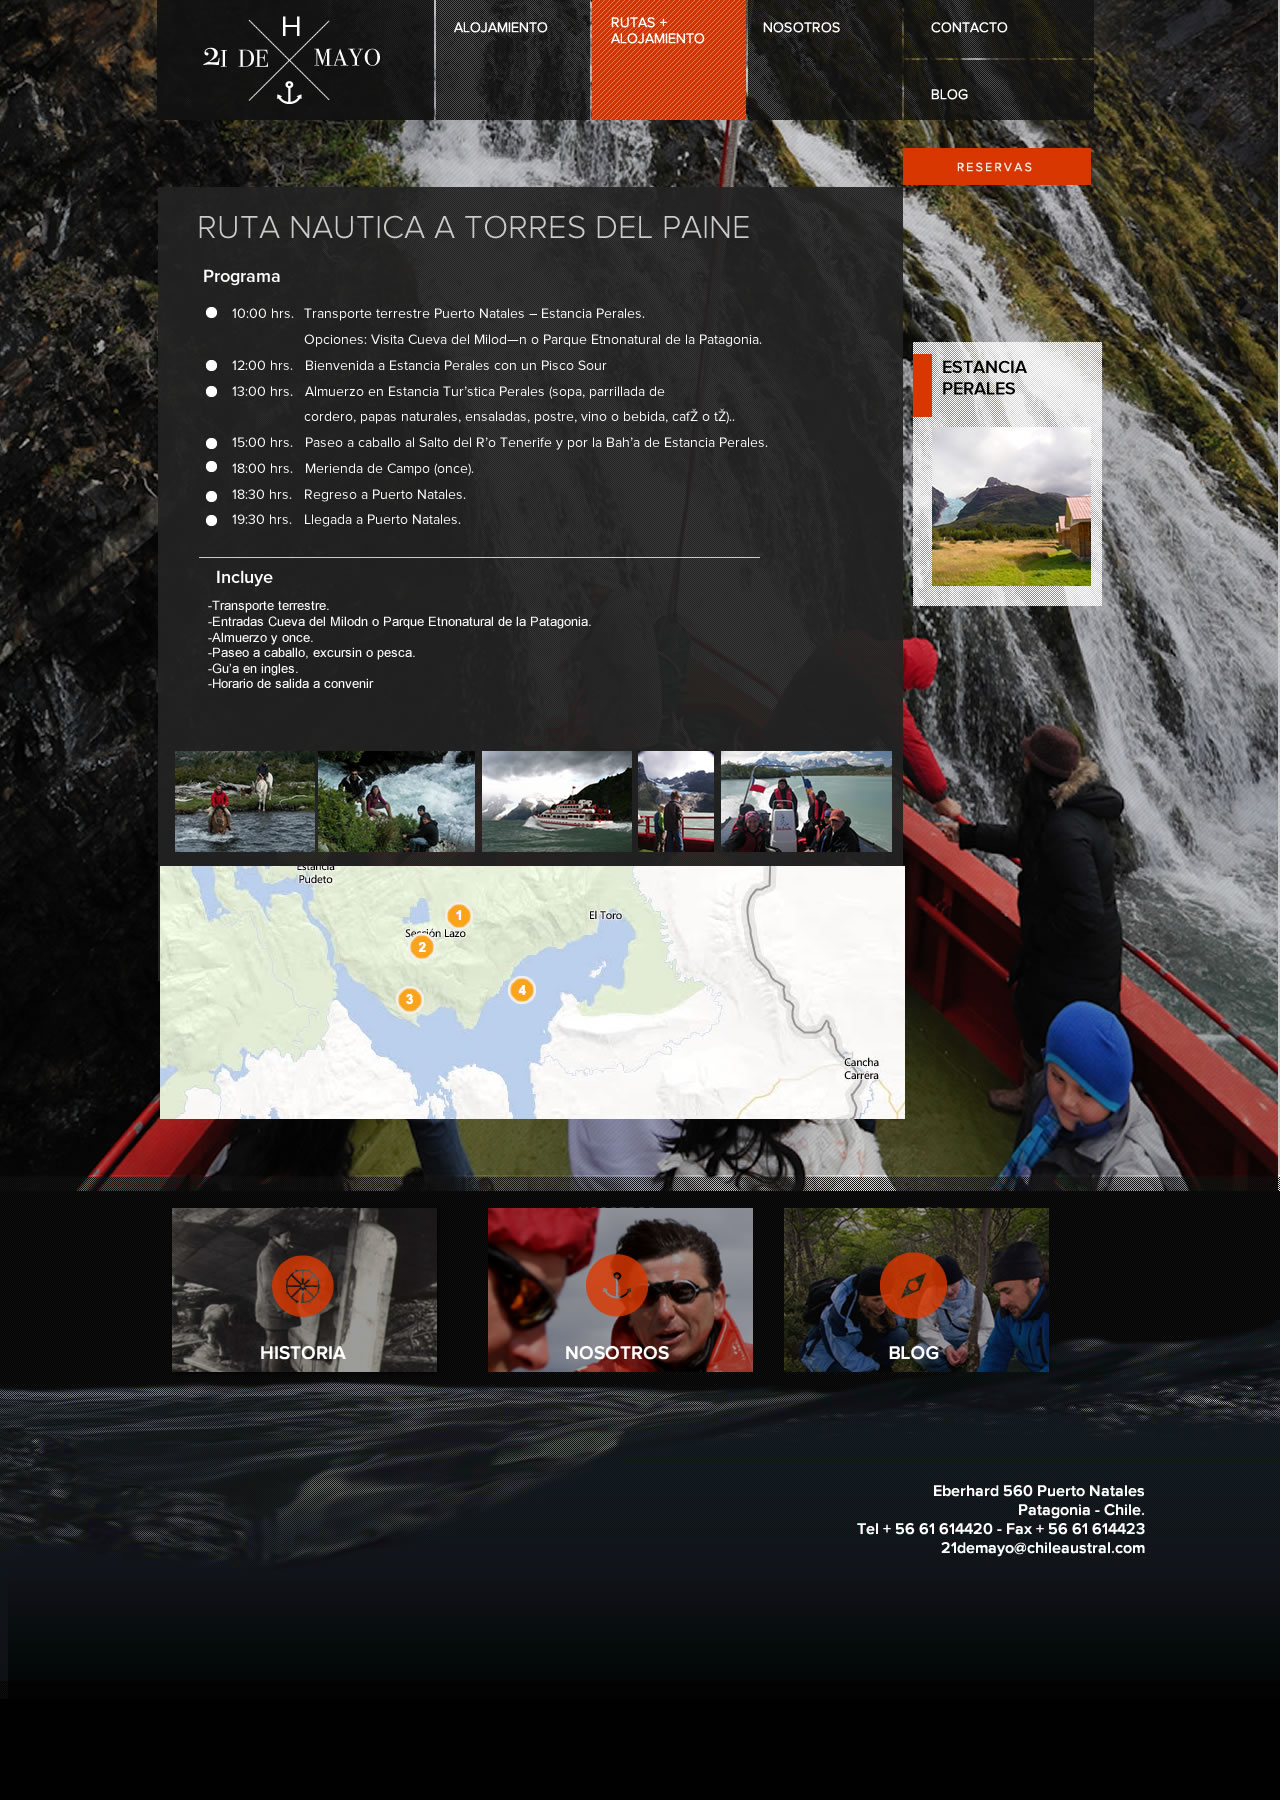 H
21 DE MAYO
ALOJAMIENTO
RUTAS +
ALOJAMIENTO
NOSOTROS
CONTACTO
BLOG
RESERVAS
RUTA NAUTICA A TORRES DEL PAINE
Programa
10:00 hrs. Transporte terrestre Puerto Natales – Estancia Perales.
Opciones: Visita Cueva del Milod—n o Parque Etnonatural de la Patagonia.
12:00 hrs. Bienvenida a Estancia Perales con un Pisco Sour
13:00 hrs. Almuerzo en Estancia Tur’stica Perales (sopa, parrillada de
cordero, papas naturales, ensaladas, postre, vino o bebida, cafŽ o tŽ)..
15:00 hrs. Paseo a caballo al Salto del R’o Tenerife y por la Bah’a de Estancia Perales.
18:00 hrs. Merienda de Campo (once).
18:30 hrs. Regreso a Puerto Natales.
19:30 hrs. Llegada a Puerto Natales.
ESTANCIA
PERALES
Incluye
-Transporte terrestre.
-Entradas Cueva del Milodn o Parque Etnonatural de la Patagonia.
-Almuerzo y once.
-Paseo a caballo, excursin o pesca.
-Gu’a en ingles.
-Horario de salida a convenir
Estancia
Pudeto
1
El Toro
Sección Lazo
2
4
3
Cancha
Carrera
HISTORIA
NOSOTROS
BLOG
Eberhard 560 Puerto Natales
Patagonia - Chile.
Tel + 56 61 614420 - Fax + 56 61 614423
21demayo@chileaustral.com